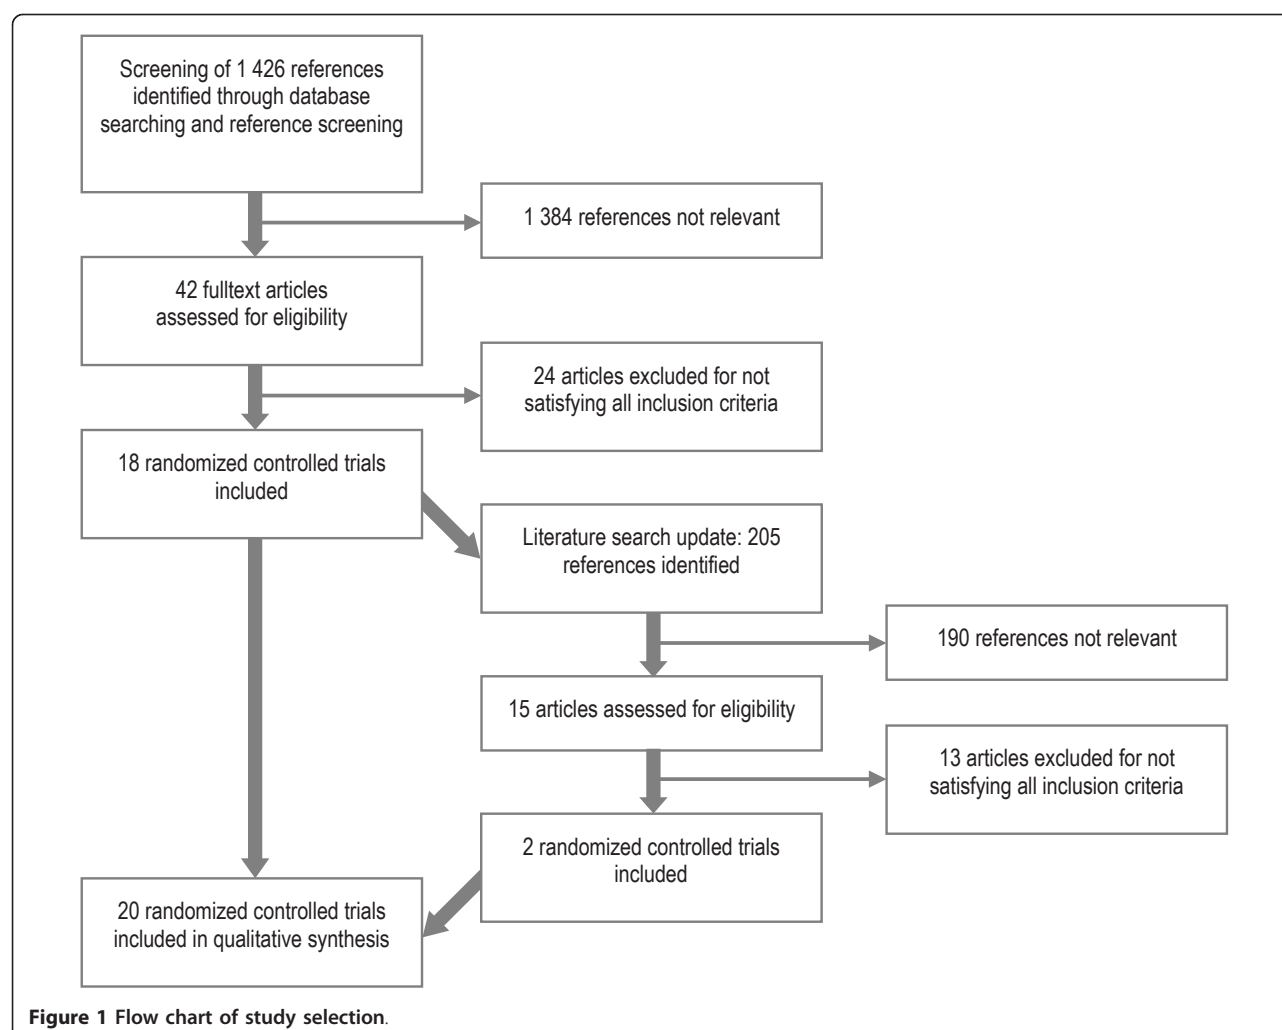 Screening of 1 426 references
identified through database
searching and reference screening
1 384 references not relevant
42 fulltext articles
assessed for eligibility
24 articles excluded for not
satisfying all inclusion criteria
18 randomized controlled trials
included
Literature search update: 205
references identified
190 references not relevant
15 articles assessed for eligibility
13 articles excluded for not
satisfying all inclusion criteria
2 randomized controlled trials
included
20 randomized controlled trials
included in qualitative synthesis
Figure 1 Flow chart of study selection.